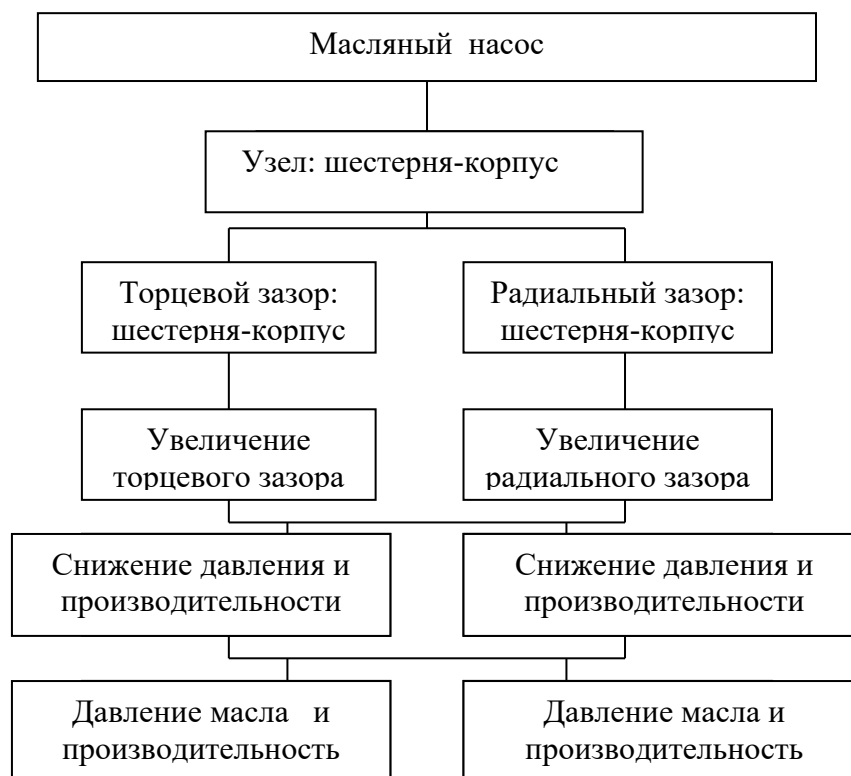 Масляный насос
Узел: шестерня-корпус
Торцевой зазор:
шестерня-корпус
Радиальный зазор:
шестерня-корпус
Увеличение
торцевого зазора
Увеличение
радиального зазора
Снижение давления и
производительности
Снижение давления и
производительности
Давление масла и
производительность
Давление масла и
производительность